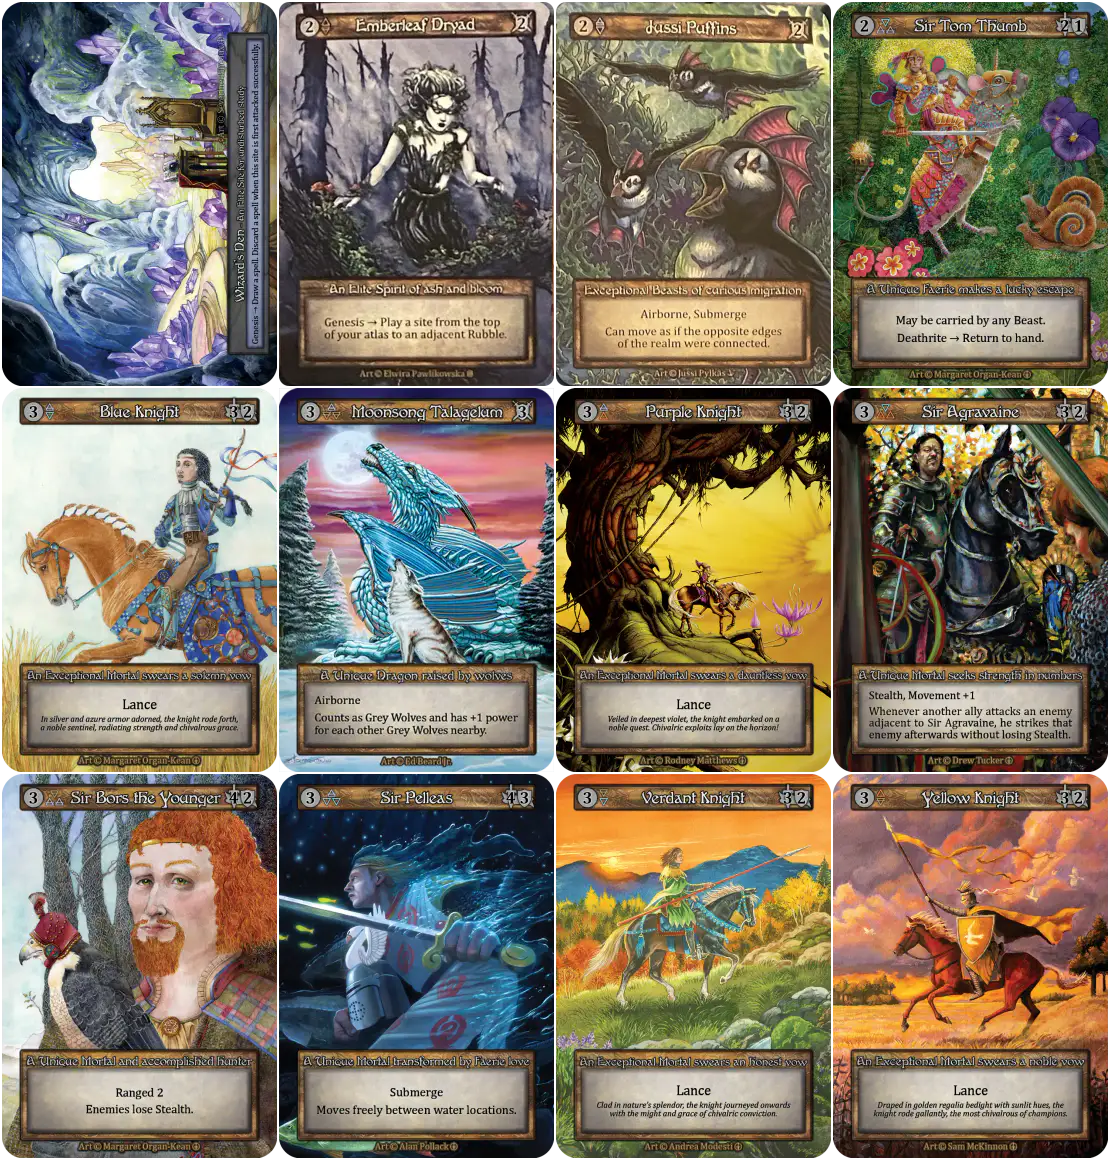 Wizard's Den – An Elite Site for undisturbed study
Genesis → Draw a spell. Discard a spell when this site is first attacked successfully.
2
Emberleaf Dryad
2
An Elite Spirit of ash and bloom
Genesis → Play a site from the top
of your atlas to an adjacent Rubble.
Art © Elwira Pawlikowska
2
Jussi Puffins
2
Exceptional Beasts of curious migration
Airborne, Submerge
Can move as if the opposite edges
of the realm were connected.
Art © Jussi Pylkäs
2
Sir Tom Thumb
2 1
A Unique Faerie makes a lucky escape
May be carried by any Beast.
Deathrite → Return to hand.
Art © Margaret Organ-Kean
3
Blue Knight
3 2
An Exceptional Mortal swears a solemn vow
Lance
In silver and azure armor adorned, the knight rode forth,
a noble sentinel, radiating strength and chivalrous grace.
Art © Margaret Organ-Kean
3
Moonsong Talagelum
3
A Unique Dragon raised by wolves
Airborne
Counts as Grey Wolves and has +1 power
for each other Grey Wolves nearby.
Art © Ed Beard Jr.
3
Purple Knight
3 2
An Exceptional Mortal swears a dauntless vow
Lance
Veiled in deepest violet, the knight embarked on a
noble quest. Chivalric exploits lay on the horizon!
Art © Rodney Matthews
3
Sir Agravaine
3 2
A Unique Mortal seeks strength in numbers
Stealth, Movement +1
Whenever another ally attacks an enemy
adjacent to Sir Agravaine, he strikes that
enemy afterwards without losing Stealth.
Art © Drew Tucker
3
Sir Bors the Younger
4 2
A Unique Mortal and accomplished hunter
Ranged 2
Enemies lose Stealth.
Art © Margaret Organ-Kean
3
Sir Pelleas
4 3
A Unique Mortal transformed by Faerie love
Submerge
Moves freely between water locations.
Art © Alan Pollack
3
Verdant Knight
3 2
An Exceptional Mortal swears an honest vow
Lance
Clad in nature's splendor, the knight journeyed onwards
with the might and grace of chivalric conviction.
Art © Andrea Modesti
3
Yellow Knight
3 2
An Exceptional Mortal swears a noble vow
Lance
Draped in golden regalia bedight with sunlit hues, the
knight rode gallantly, the most chivalrous of champions.
Art © Sam McKinnon